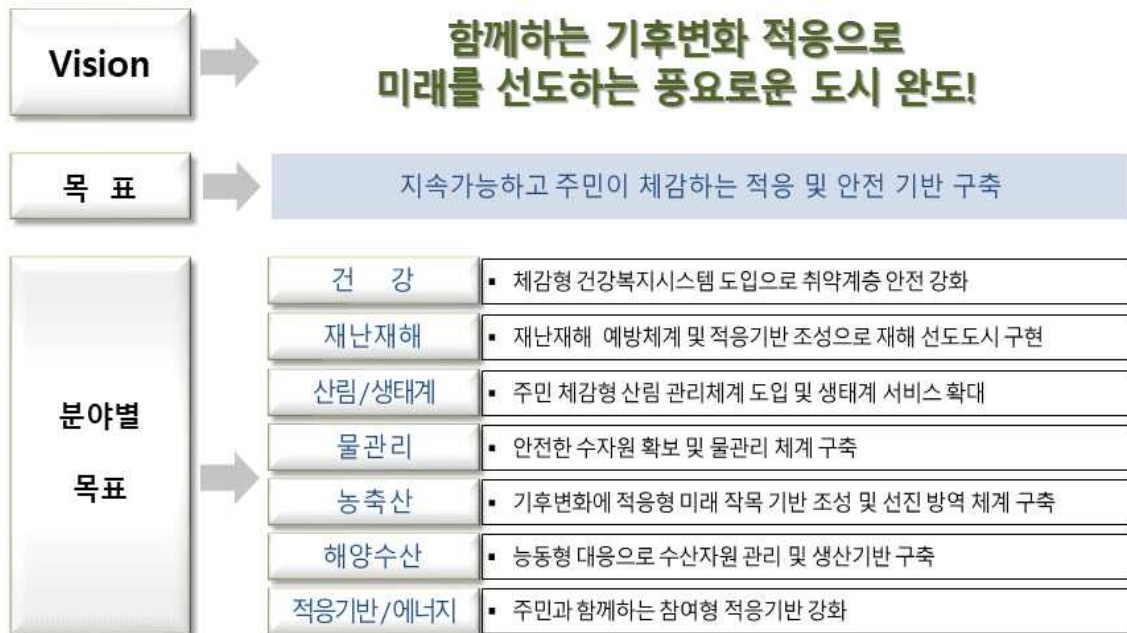 Vision
함께하는 기후변화 적응으로
미래를 선도하는 풍요로운 도시 완도!
목 표
지속가능하고 주민이 체감하는 적응 및 안전 기반 구축
분야별
목표
건 강
▪ 체감형 건강복지시스템 도입으로 취약계층 안전 강화
재난재해
▪ 재난재해 예방체계 및 적응기반 조성으로 재해 선도도시 구현
산림/생태계
▪ 주민 체감형 산림 관리체계 도입 및 생태계 서비스 확대
물관리
▪ 안전한 수자원 확보 및 물관리 체계 구축
농축산
▪ 기후변화에 적응형 미래 작목 기반 조성 및 선진 방역 체계 구축
해양수산
▪ 능동형 대응으로 수산자원 관리 및 생산기반 구축
적응기반/에너지
▪ 주민과 함께하는 참여형 적응기반 강화